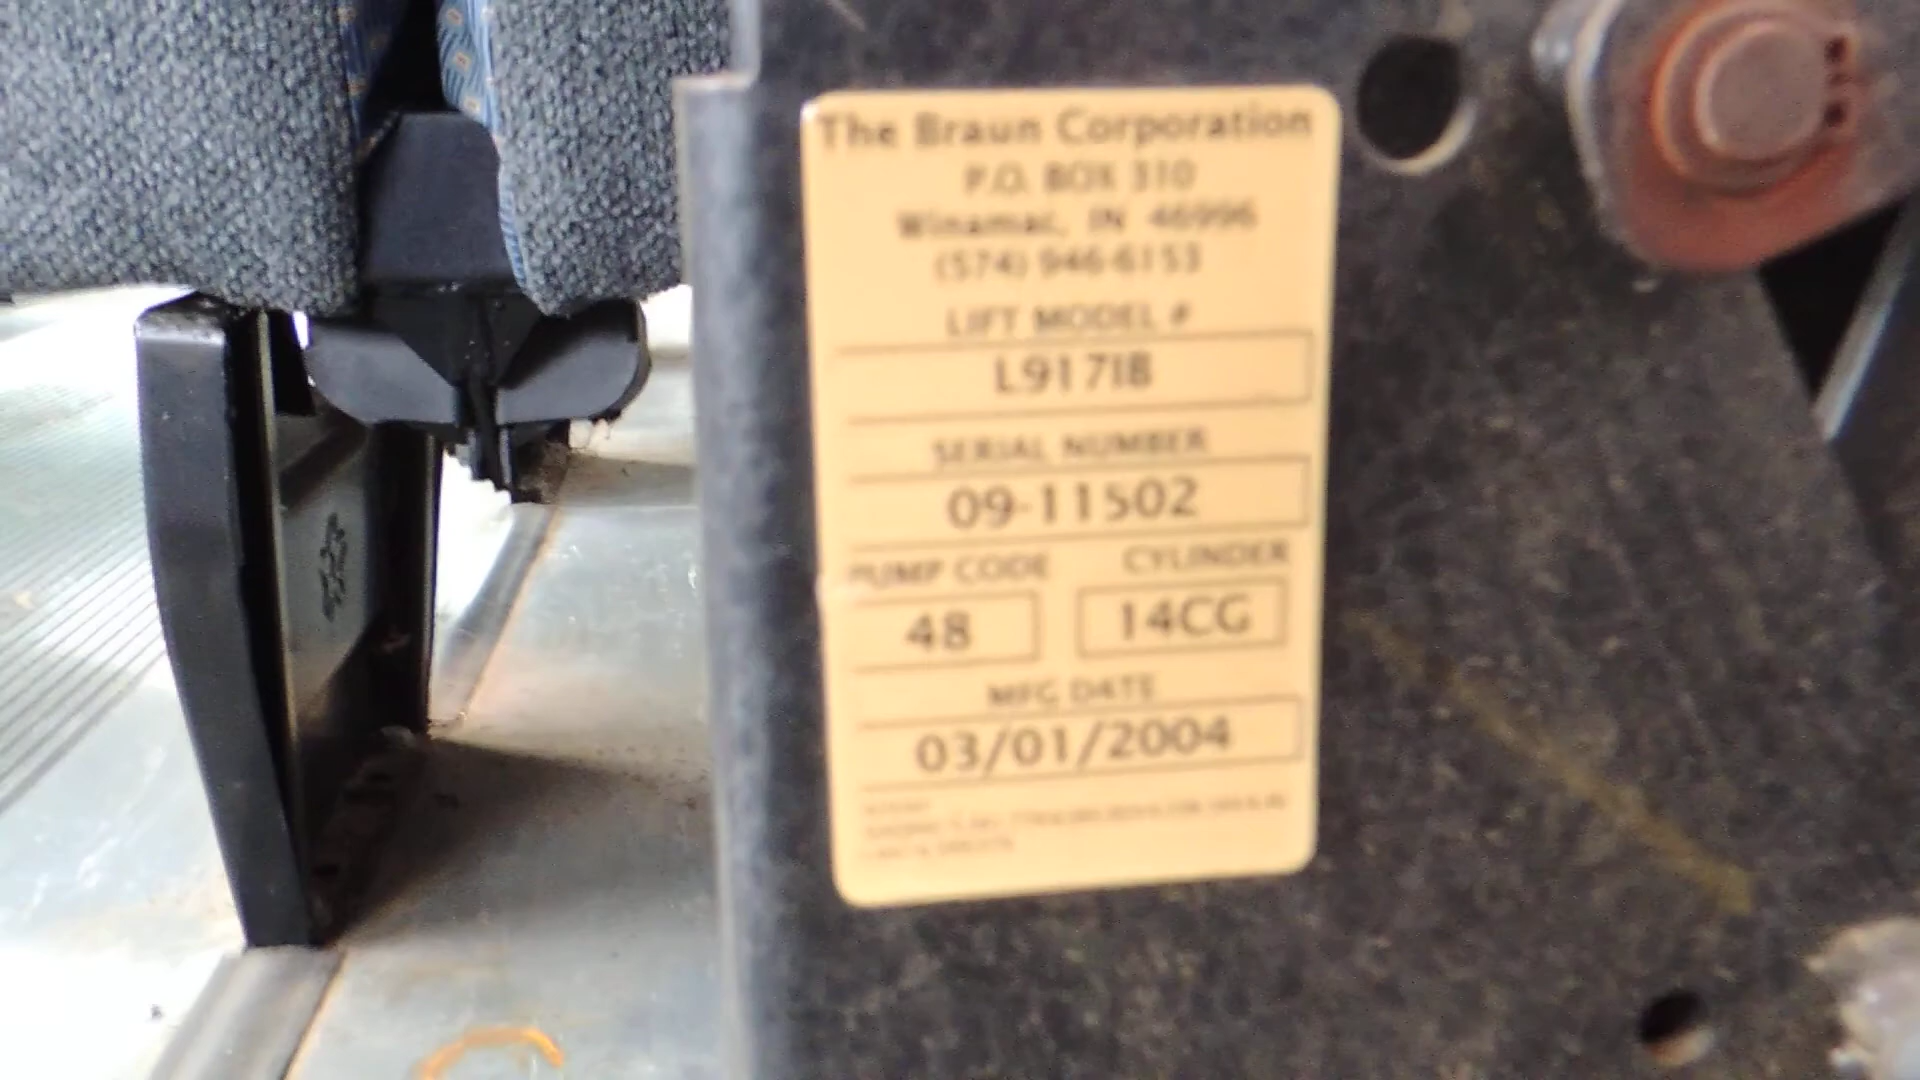 The Braun Corporation
P.O. BOX 310
Winamac, IN 46996
(574) 946-6153
LIFT MODEL #
L917IB
SERIAL NUMBER
09-11502
PUMP CODE CYLINDER
48 14CG
MFG DATE
03/01/2004